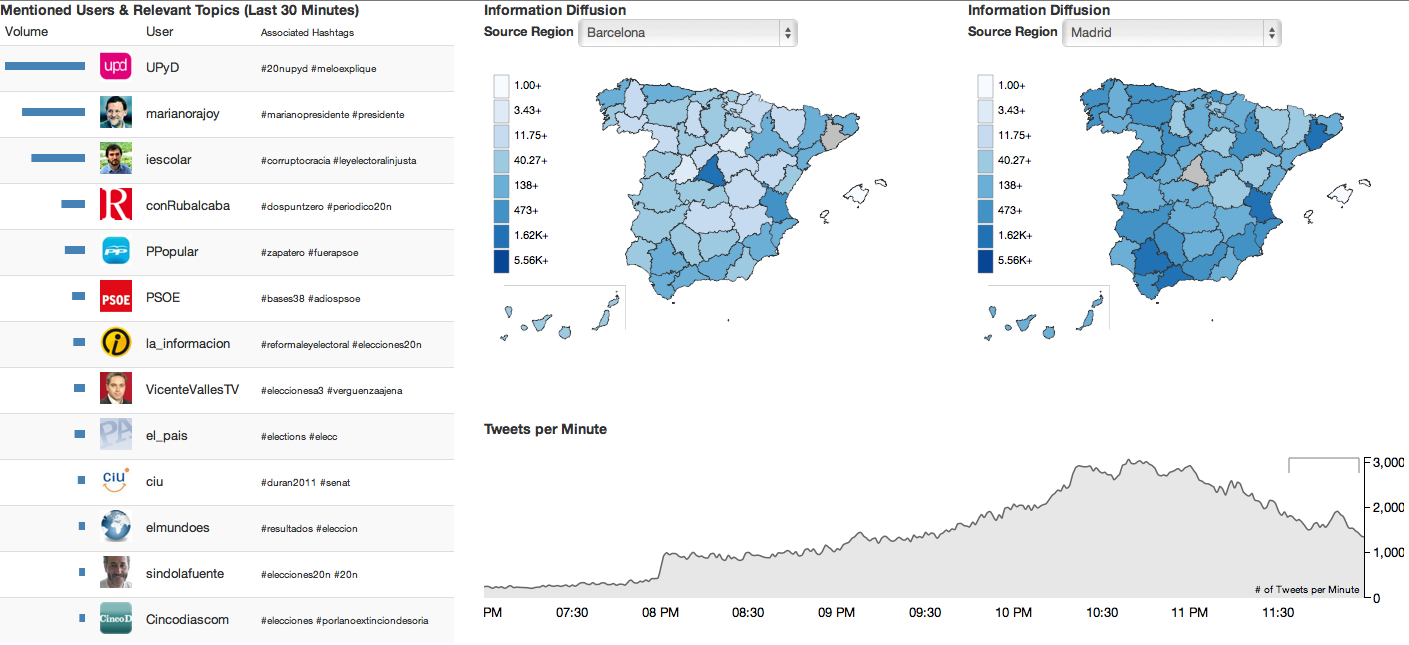 Mentioned Users & Relevant Topics (Last 30 Minutes)
Volume User Associated Hashtags
upd UPyD #20nupyd #meloexplique
marianorajoy #marianopresidente #presidente
iescolar #corruptocracia #leyelectoralinjusta
R conRubalcaba #dospuntzero #periodico20n
PP PPopular #zapatero #fuerapsoe
PSOE PSOE #bases38 #adiospsoe
i la_informacion #reformaleyelectoral #elecciones20n
VicenteVallesTV #eleccionesa3 #verguenzaajena
PA el_pais #elections #elecc
ciu ciu #duran2011 #senat
elmundoes #resultados #eleccion
sindolafuente #elecciones20n #20n
CincoD Cincodiascom #elecciones #porlanoextinciondesoria
Information Diffusion
Source Region Barcelona
1.00+
3.43+
11.75+
40.27+
138+
473+
1.62K+
5.56K+
Information Diffusion
Source Region Madrid
1.00+
3.43+
11.75+
40.27+
138+
473+
1.62K+
5.56K+
Tweets per Minute
3,000
2,000
1,000
0
# of Tweets per Minute
PM 07:30 08 PM 08:30 09 PM 09:30 10 PM 10:30 11 PM 11:30